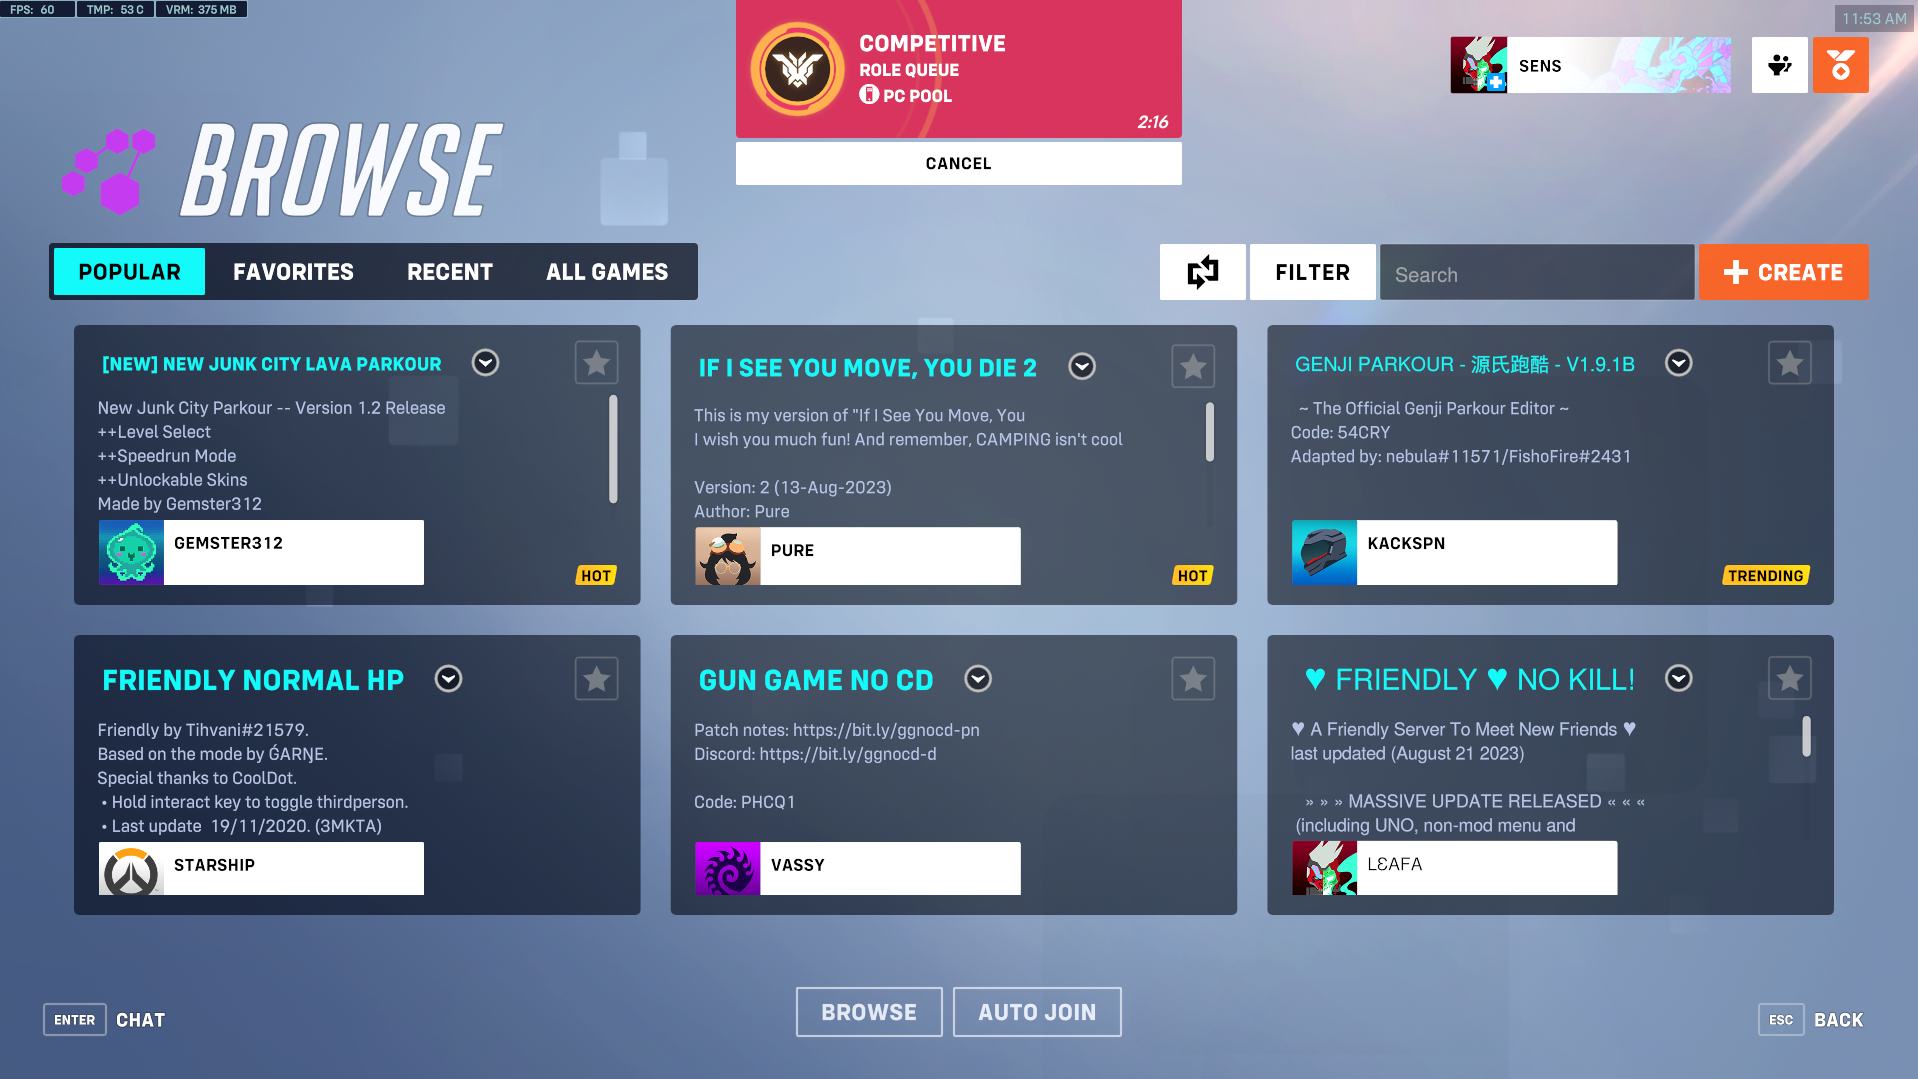 FPS: 60 TMP: 53 C VRM: 375 MB
11:53 AM
COMPETITIVE
ROLE QUEUE
PC POOL
2:16
CANCEL
SENS
BROWSE
POPULAR FAVORITES RECENT ALL GAMES
FILTER Search CREATE
[NEW] NEW JUNK CITY LAVA PARKOUR
New Junk City Parkour -- Version 1.2 Release
++Level Select
++Speedrun Mode
++Unlockable Skins
Made by Gemster312
GEMSTER312
HOT
IF I SEE YOU MOVE, YOU DIE 2
This is my version of "If I See You Move, You
I wish you much fun! And remember, CAMPING isn't cool
Version: 2 (13-Aug-2023)
Author: Pure
PURE
HOT
GENJI PARKOUR - 源氏跑酷 - V1.9.1B
~ The Official Genji Parkour Editor ~
Code: 54CRY
Adapted by: nebula#11571/FishoFire#2431
KACKSPN
TRENDING
FRIENDLY NORMAL HP
Friendly by Tihvani#21579.
Based on the mode by ǴARṆE.
Special thanks to CoolDot.
• Hold interact key to toggle thirdperson.
• Last update 19/11/2020. (3MKTA)
STARSHIP
GUN GAME NO CD
Patch notes: https://bit.ly/ggnocd-pn
Discord: https://bit.ly/ggnocd-d
Code: PHCQ1
VASSY
♥ FRIENDLY ♥ NO KILL!
♥ A Friendly Server To Meet New Friends ♥
last updated (August 21 2023)
» » » MASSIVE UPDATE RELEASED « « «
(including UNO, non-mod menu and
LƐAFA
ENTER CHAT
BROWSE AUTO JOIN
ESC BACK